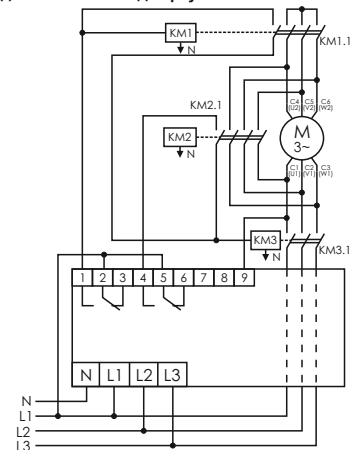 KM1
N
KM1.1
C4 C5 C6
(U2) (V2) (W2)
KM2.1
M
3~
KM2
N
C1 C2 C3
(U1) (V1) (W1)
KM3
N
KM3.1
1 2 3 4 5 6 7 8 9
N L1 L2 L3
N
L1
L2
L3